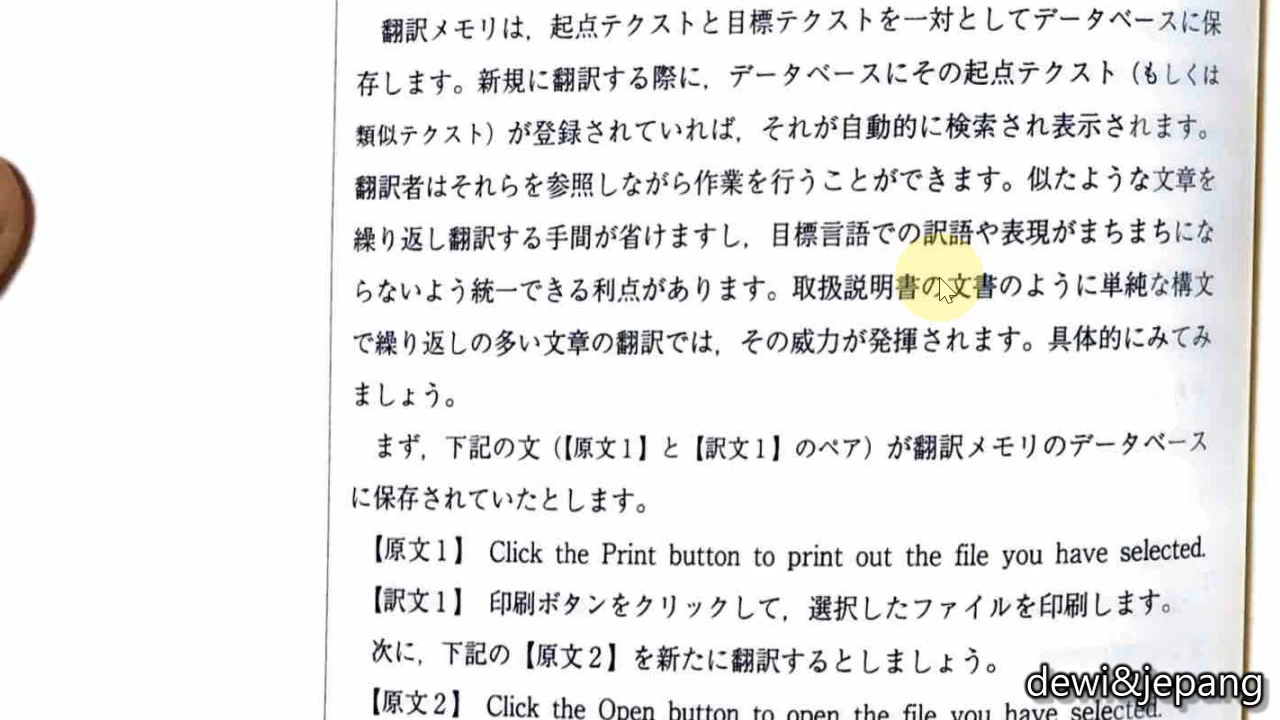 翻訳メモリは，起点テクストと目標テクストを一対としてデータベースに保
存します。新規に翻訳する際に，データベースにその起点テクスト（もしくは
類似テクスト）が登録されていれば，それが自動的に検索され表示されます。
翻訳者はそれらを参照しながら作業を行うことができます。似たような文章を
繰り返し翻訳する手間が省けますし，目標言語での訳語や表現がまちまちにな
らないよう統一できる利点があります。取扱説明書の文書のように単純な構文
で繰り返しの多い文章の翻訳では，その威力が発揮されます。具体的にみてみ
ましょう。
まず，下記の文（【原文1】と【訳文1】のペア）が翻訳メモリのデータベース
に保存されていたとします。
【原文1】 Click the Print button to print out the file you have selected.
【訳文1】 印刷ボタンをクリックして，選択したファイルを印刷します。
次に，下記の【原文2】を新たに翻訳するとしましょう。
【原文2】 Click the Open button to open the file you have selected.
dewi&jepang